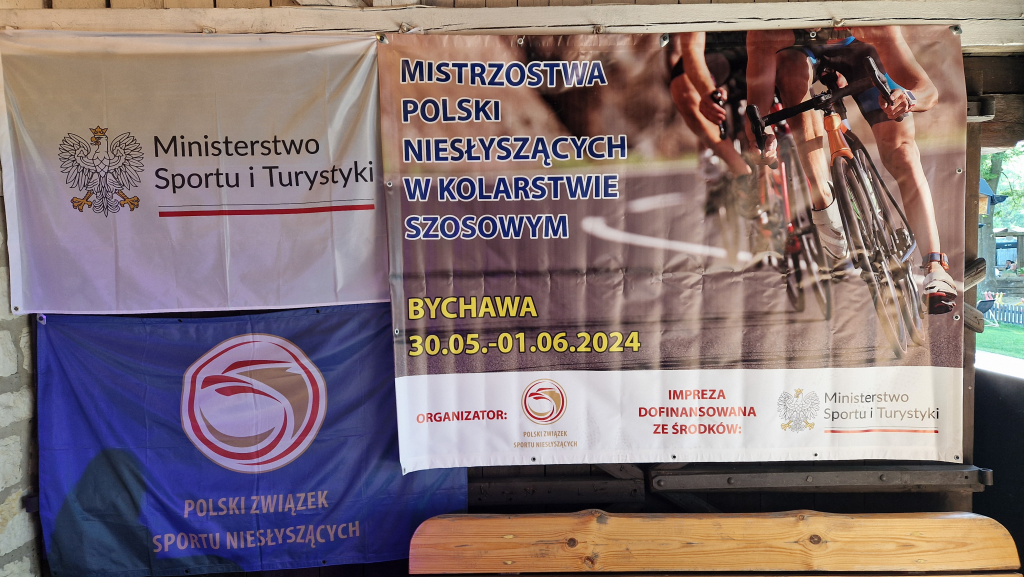 Ministerstwo
Sportu i Turystyki
POLSKI ZWIĄZEK
SPORTU NIESŁYSZĄCYCH
MISTRZOSTWA
POLSKI
NIESŁYSZĄCYCH
W KOLARSTWIE
SZOSOWYM
BYCHAWA
30.05.-01.06.2024
ORGANIZATOR:
POLSKI ZWIĄZEK
SPORTU NIESŁYSZĄCYCH
IMPREZA
DOFINANSOWANA
ZE ŚRODKÓW:
Ministerstwo
Sportu i Turystyki